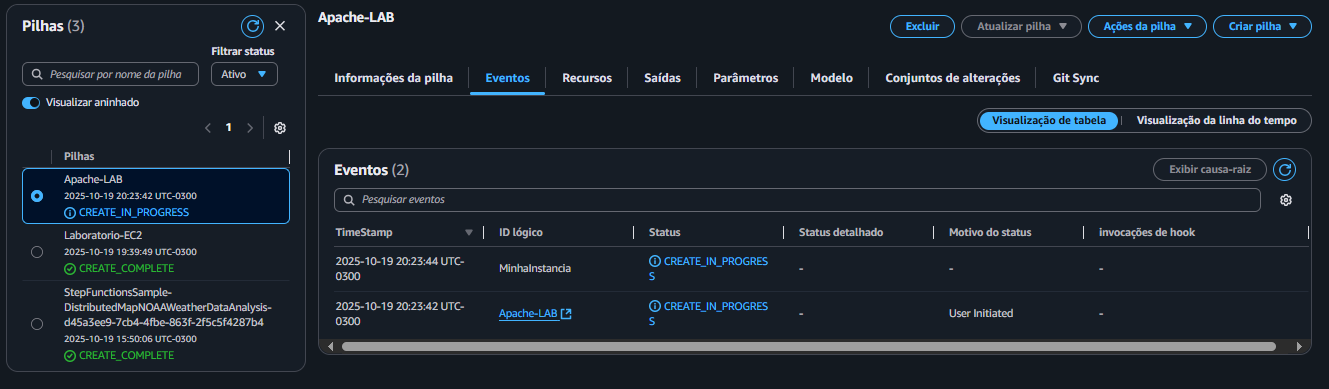 Pilhas (3)
Filtrar status
Pesquisar por nome da pilha
Ativo
Visualizar aninhado
1
Pilhas
Apache-LAB
2025-10-19 20:23:42 UTC-0300
CREATE_IN_PROGRESS
Laboratorio-EC2
2025-10-19 19:39:49 UTC-0300
CREATE_COMPLETE
StepFunctionsSample-
DistributedMapNOAAWeatherDataAnalysis-
d45a3ee9-7cb4-4fbe-863f-2f5c5f4287b4
2025-10-19 15:50:06 UTC-0300
CREATE_COMPLETE
Apache-LAB
Excluir
Atualizar pilha
Ações da pilha
Criar pilha
Informações da pilha
Eventos
Recursos
Saídas
Parâmetros
Modelo
Conjuntos de alterações
Git Sync
Visualização de tabela
Visualização da linha do tempo
Eventos (2)
Exibir causa-raiz
Pesquisar eventos
TimeStamp ID lógico Status Status detalhado Motivo do status invocações de hook
2025-10-19 20:23:44 UTC-
0300
MinhaInstancia
CREATE_IN_PROGRES
S
- - -
2025-10-19 20:23:42 UTC-
0300
Apache-LAB
CREATE_IN_PROGRES
S
- User Initiated -